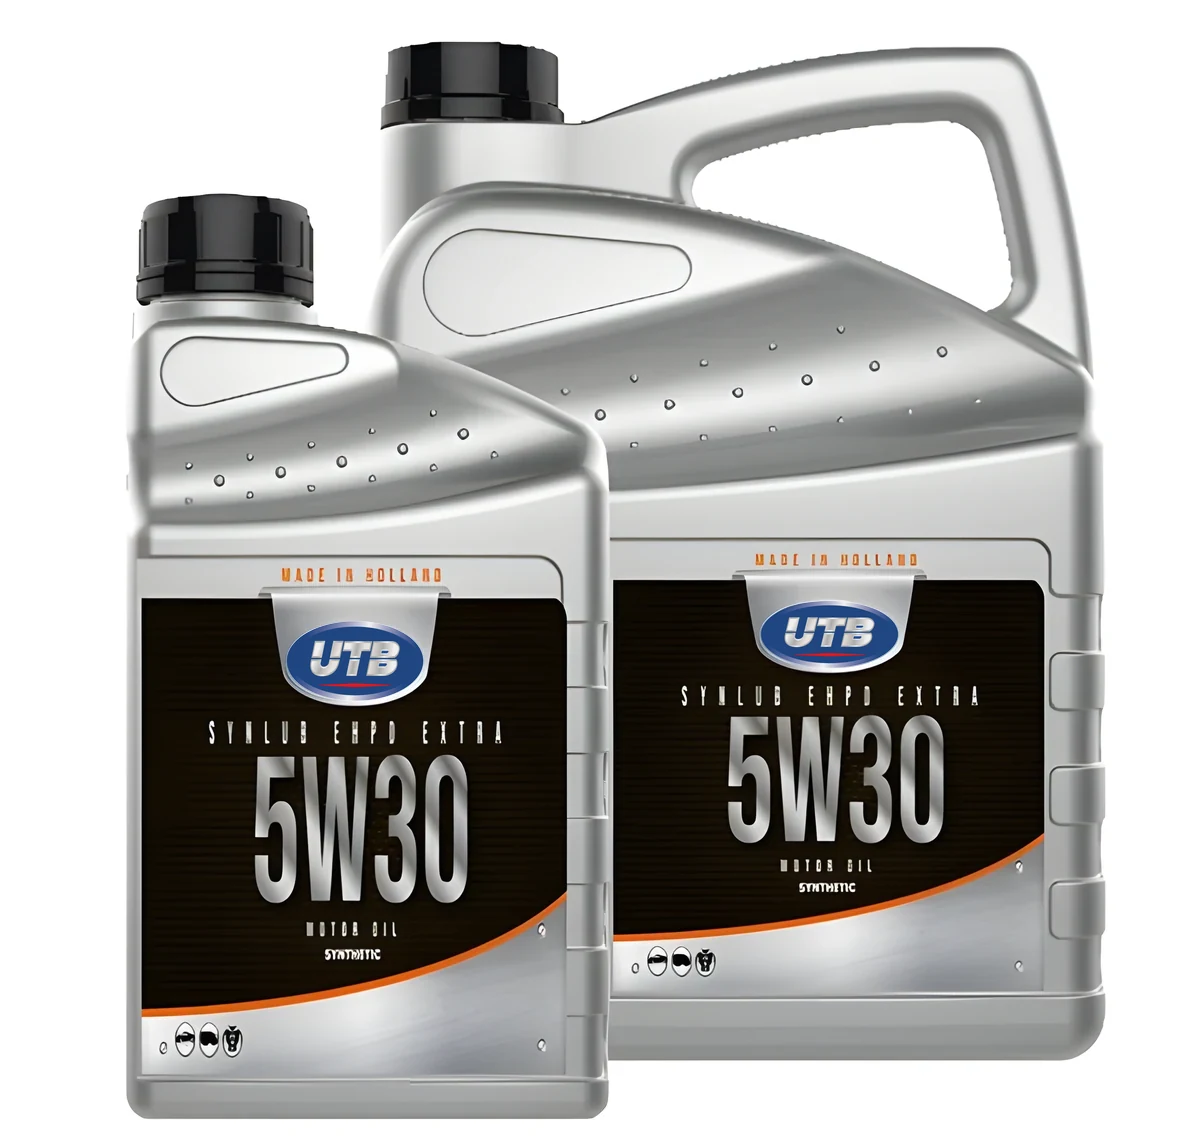 MADE IN HOLLAND
UTB
SYNLUB EHPD EXTRA
5W30
MOTOR OIL
SYNTHETIC
MADE IN HOLLAND
UTB
SYNLUB EHPD EXTRA
5W30
MOTOR OIL
SYNTHETIC